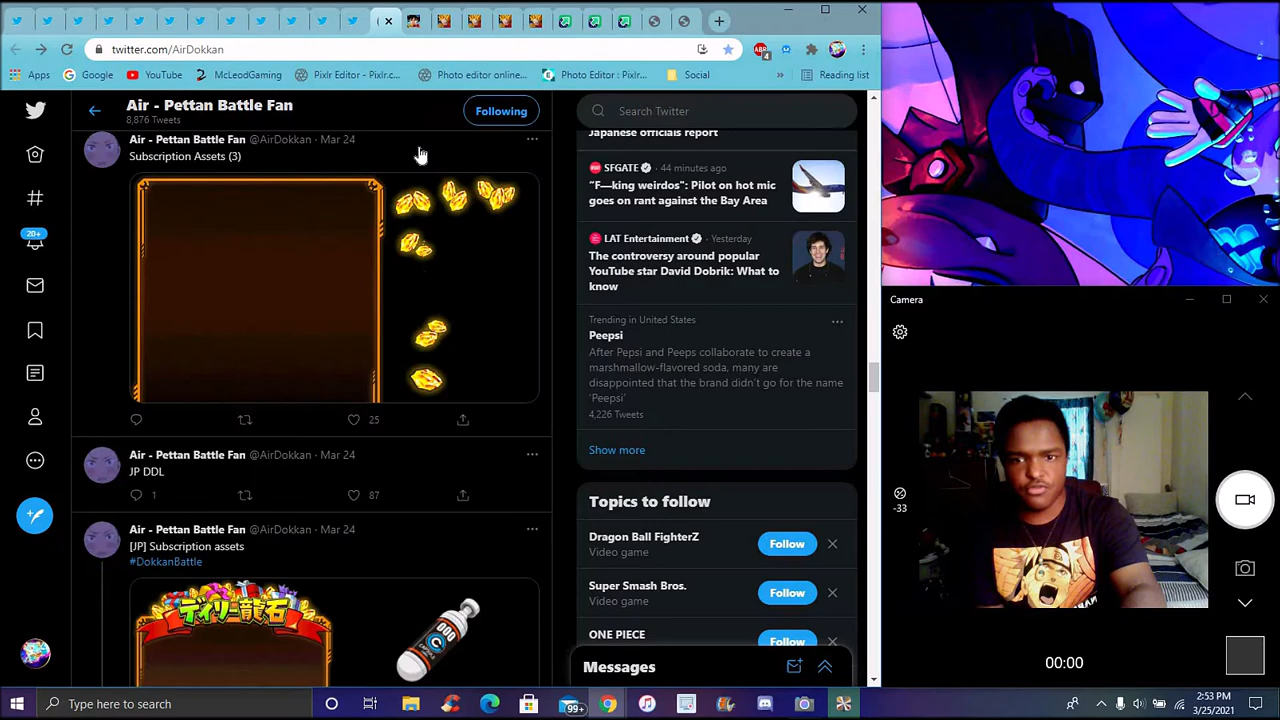 twitter.com/AirDokkan
ABP
4
Apps
Google
YouTube
McLeodGaming
Pixlr Editor - Pixlr.c...
Photo editor online...
Photo Editor : Pixlr...
Social
»
Reading list
Air - Pettan Battle Fan
8,876 Tweets
Following
Search Twitter
Air - Pettan Battle Fan @AirDokkan · Mar 24
Subscription Assets (3)
25
Air - Pettan Battle Fan @AirDokkan · Mar 24
JP DDL
1
87
Air - Pettan Battle Fan @AirDokkan · Mar 24
[JP] Subscription assets
#DokkanBattle
デイリー龍石
20+
Japanese officials report
SFGATE · 44 minutes ago
"F—king weirdos": Pilot on hot mic
goes on rant against the Bay Area
LAT Entertainment · Yesterday
The controversy around popular
YouTube star David Dobrik: What to
know
Trending in United States
Peepsi
After Pepsi and Peeps collaborate to create a
marshmallow-flavored soda, many are
disappointed that the brand didn't go for the name
'Peepsi'
4,226 Tweets
Show more
Topics to follow
Dragon Ball FighterZ
Video game
Follow
Super Smash Bros.
Video game
Follow
ONE PIECE
Follow
Messages
Camera
-33
00:00
Type here to search
99+
2:53 PM
3/25/2021